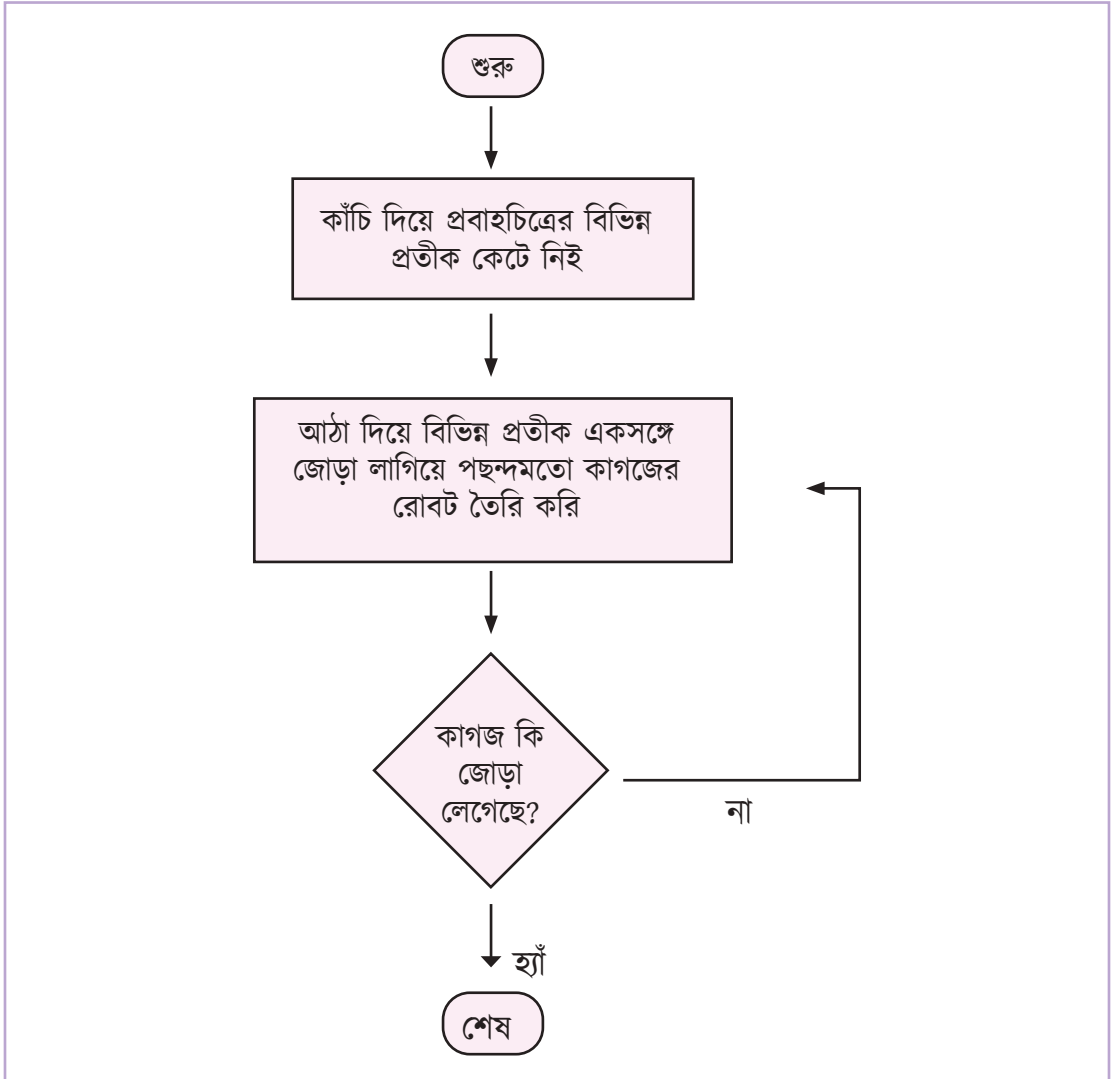 শুরু
কাঁচি দিয়ে প্রবাহচিত্রের বিভিন্ন
প্রতীক কেটে নিই
আঠা দিয়ে বিভিন্ন প্রতীক একসঙ্গে
জোড়া লাগিয়ে পছন্দমতো কাগজের
রোবট তৈরি করি
কাগজ কি
জোড়া
লেগেছে?
না
হ্যাঁ
শেষ